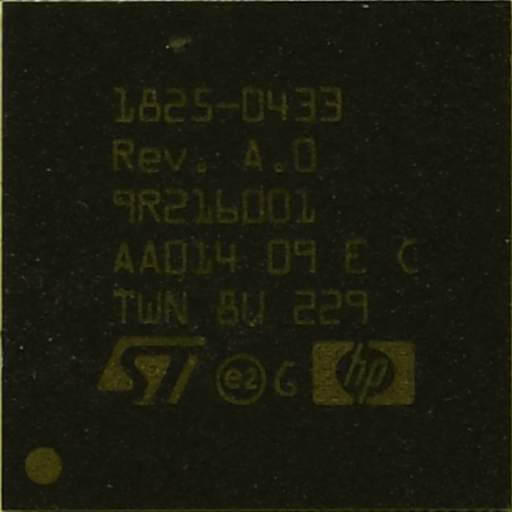 1825-0433
Rev. A.0
9R216001
AA014 09 E C
TWN 8U 229
ST e2 G hp